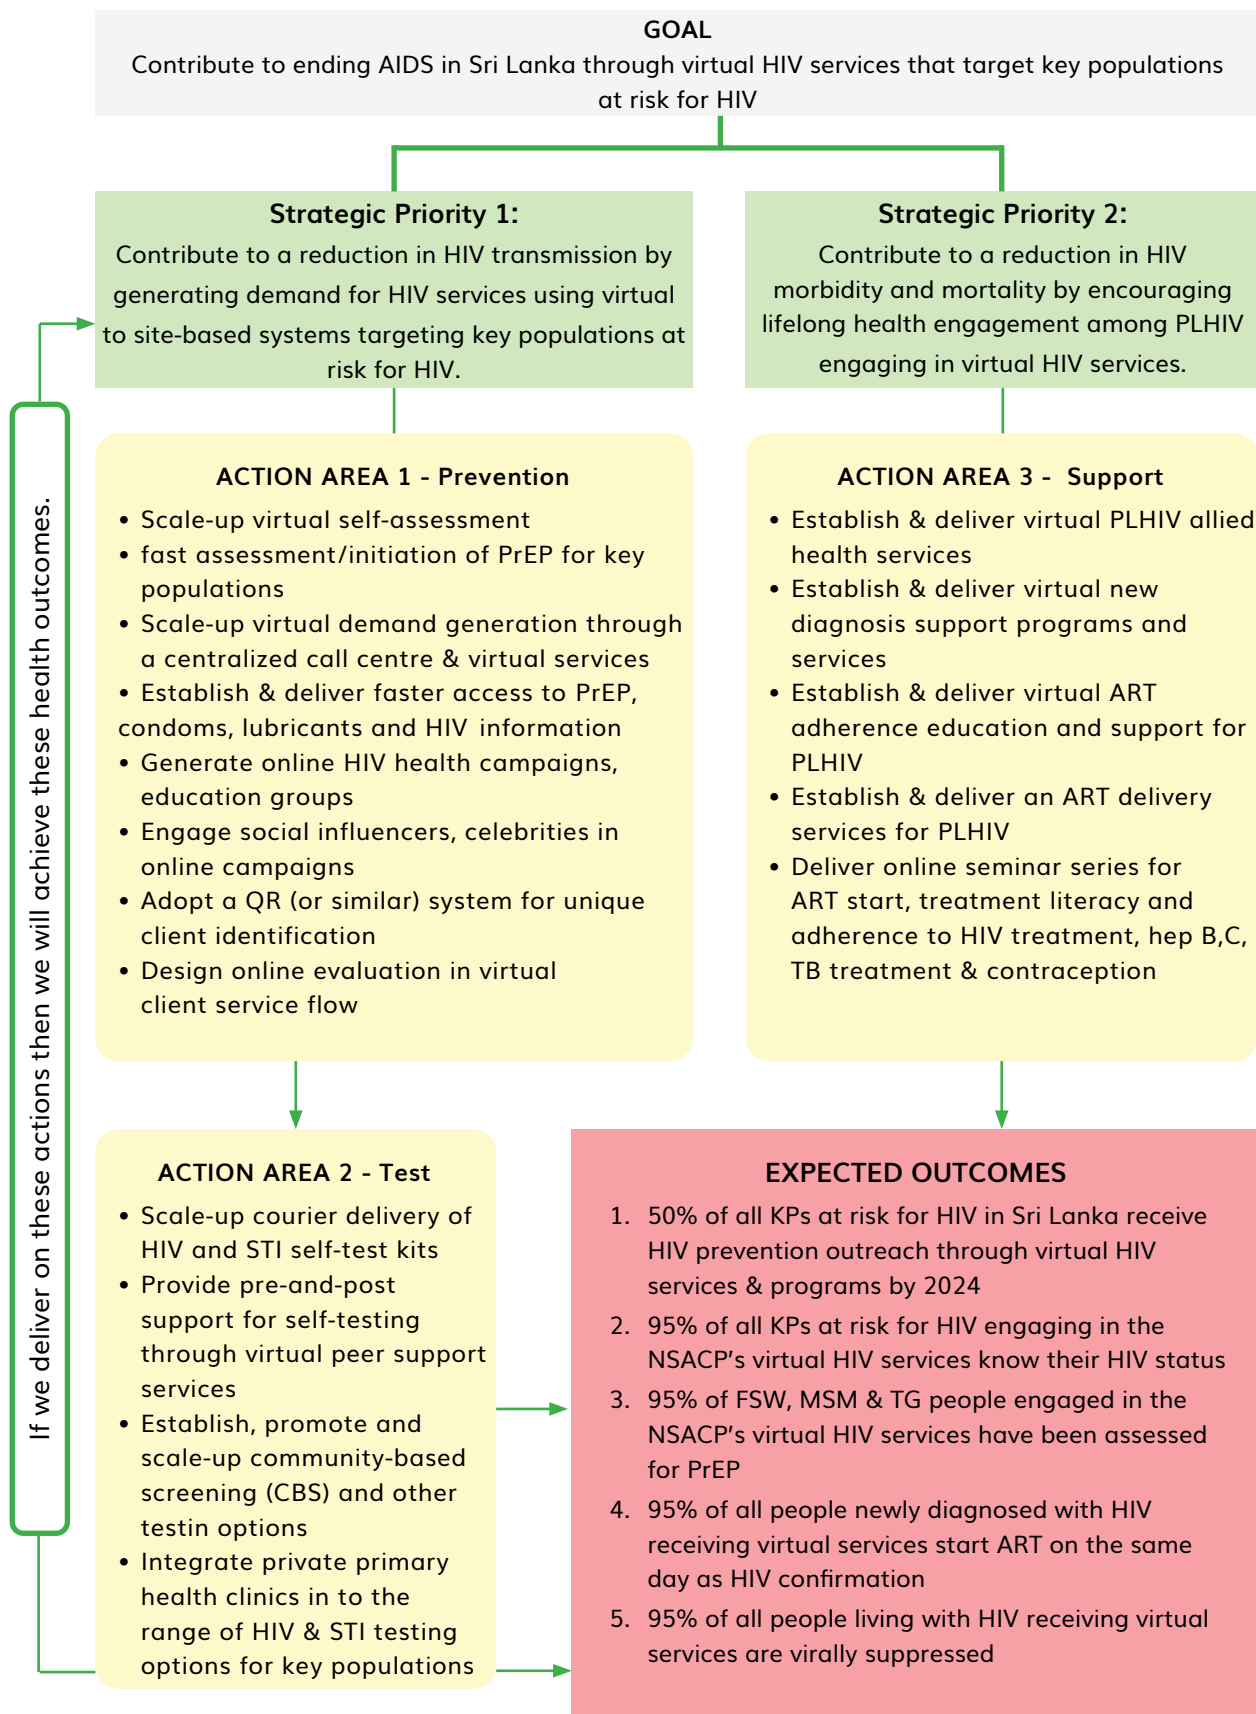 GOAL
Contribute to ending AIDS in Sri Lanka through virtual HIV services that target key populations
at risk for HIV
Strategic Priority 1:
Contribute to a reduction in HIV transmission by
generating demand for HIV services using virtual
to site-based systems targeting key populations at
risk for HIV.
Strategic Priority 2:
Contribute to a reduction in HIV
morbidity and mortality by encouraging
lifelong health engagement among PLHIV
engaging in virtual HIV services.
If we deliver on these actions then we will achieve these health outcomes.
ACTION AREA 1 - Prevention
• Scale-up virtual self-assessment
• fast assessment/initiation of PrEP for key
populations
• Scale-up virtual demand generation through
a centralized call centre & virtual services
• Establish & deliver faster access to PrEP,
condoms, lubricants and HIV information
• Generate online HIV health campaigns,
education groups
• Engage social influencers, celebrities in
online campaigns
• Adopt a QR (or similar) system for unique
client identification
• Design online evaluation in virtual
client service flow
ACTION AREA 3 - Support
• Establish & deliver virtual PLHIV allied
health services
• Establish & deliver virtual new
diagnosis support programs and
services
• Establish & deliver virtual ART
adherence education and support for
PLHIV
• Establish & deliver an ART delivery
services for PLHIV
• Deliver online seminar series for
ART start, treatment literacy and
adherence to HIV treatment, hep B,C,
TB treatment & contraception
ACTION AREA 2 - Test
• Scale-up courier delivery of
HIV and STI self-test kits
• Provide pre-and-post
support for self-testing
through virtual peer support
services
• Establish, promote and
scale-up community-based
screening (CBS) and other
testin options
• Integrate private primary
health clinics in to the
range of HIV & STI testing
options for key populations
EXPECTED OUTCOMES
1. 50% of all KPs at risk for HIV in Sri Lanka receive
HIV prevention outreach through virtual HIV
services & programs by 2024
2. 95% of all KPs at risk for HIV engaging in the
NSACP's virtual HIV services know their HIV status
3. 95% of FSW, MSM & TG people engaged in the
NSACP's virtual HIV services have been assessed
for PrEP
4. 95% of all people newly diagnosed with HIV
receiving virtual services start ART on the same
day as HIV confirmation
5. 95% of all people living with HIV receiving virtual
services are virally suppressed